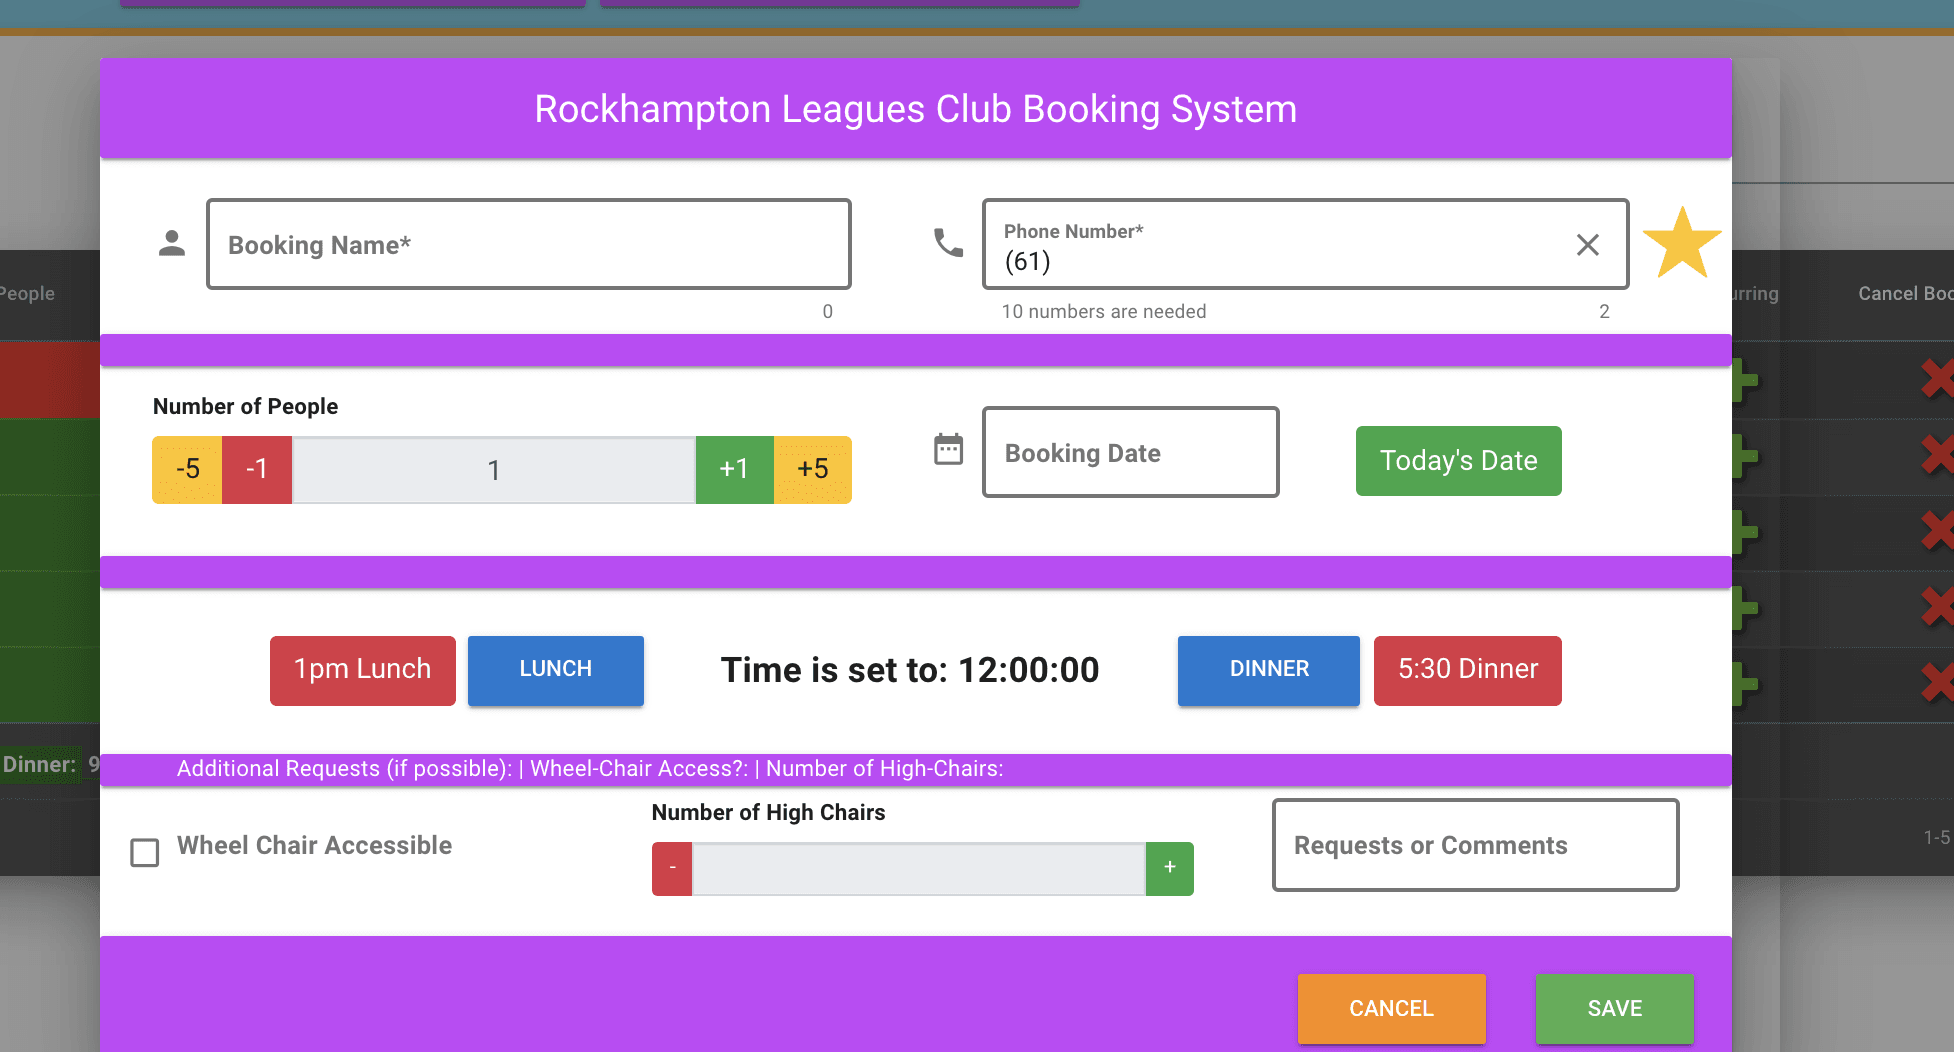 Rockhampton Leagues Club Booking System
Booking Name*
Phone Number*
(61)
0
10 numbers are needed
2
People
Cancel Boo
Number of People
-5
-1
1
+1
+5
Booking Date
Today's Date
1pm Lunch
LUNCH
Time is set to: 12:00:00
DINNER
5:30 Dinner
Dinner: 9
Additional Requests (if possible): | Wheel-Chair Access?: | Number of High-Chairs:
Number of High Chairs
Wheel Chair Accessible
-
+
Requests or Comments
1-5
CANCEL
SAVE